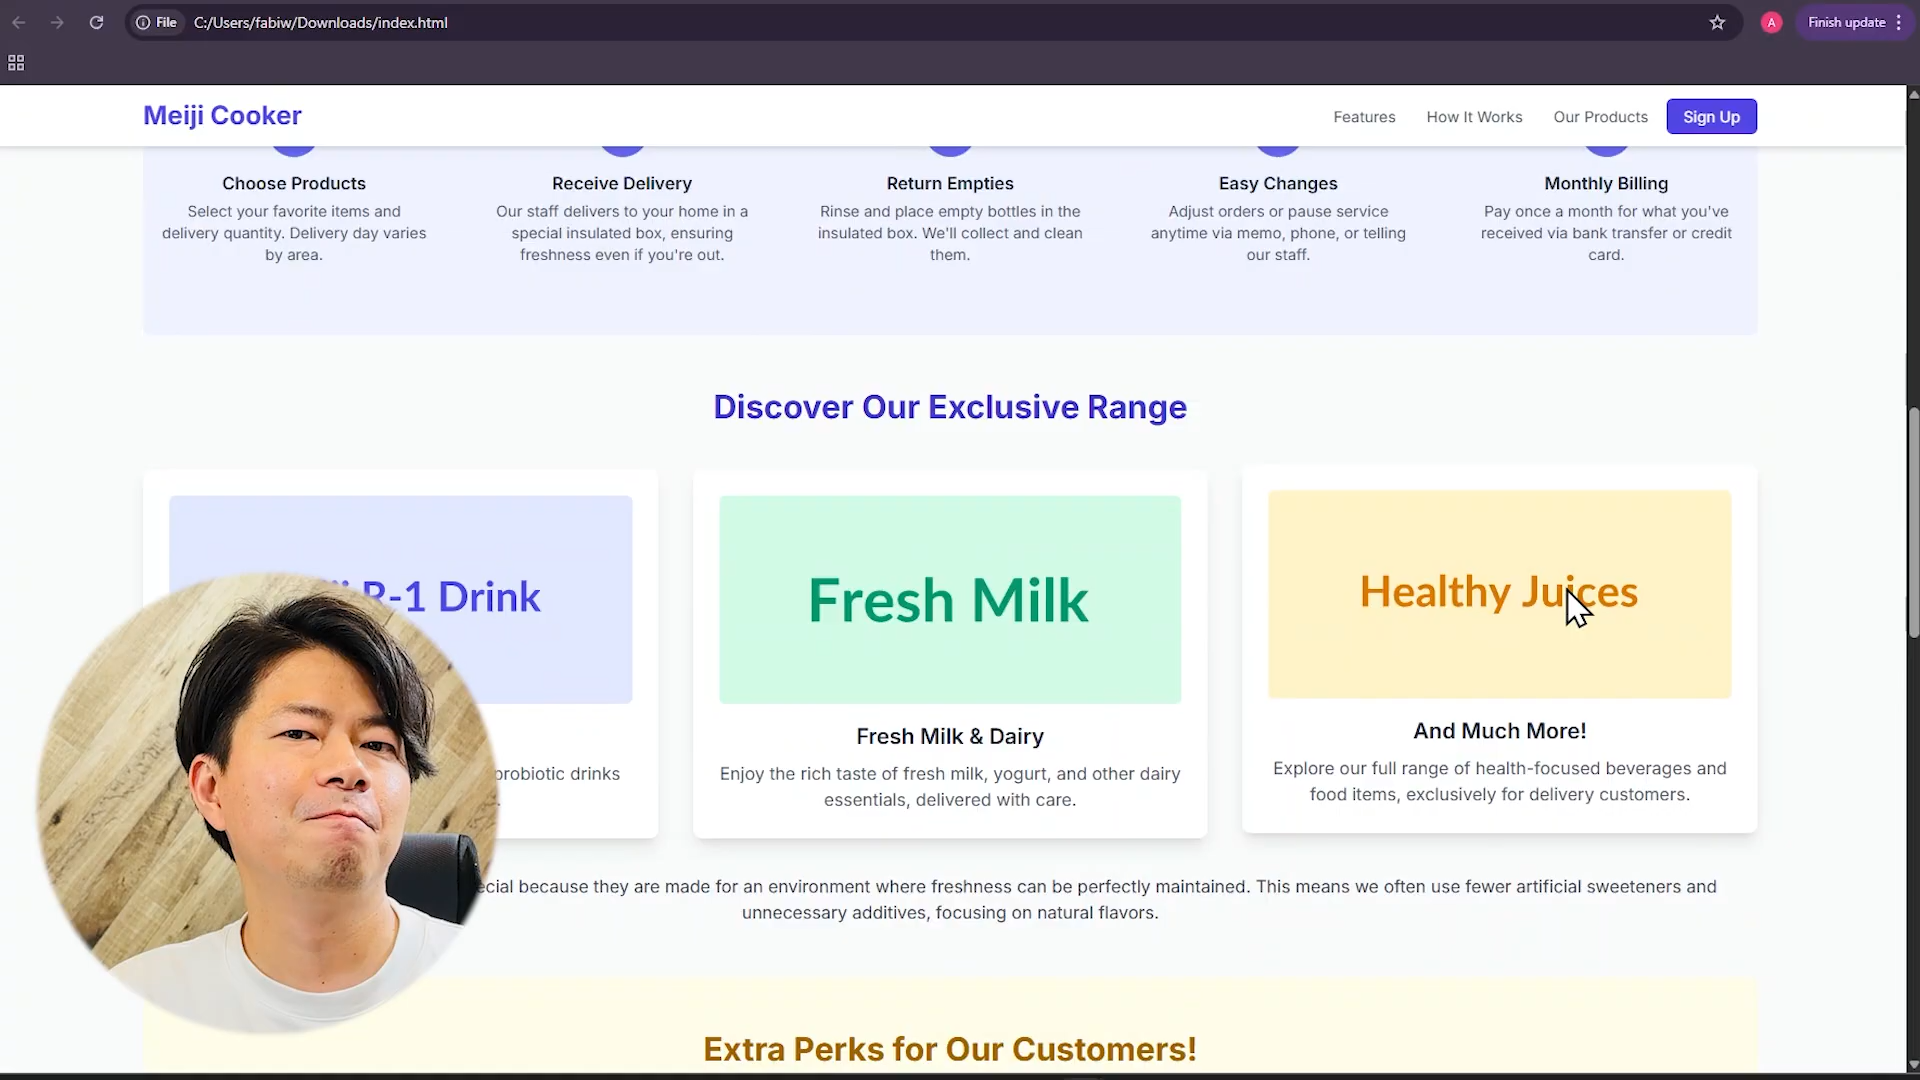 File C:/Users/fabiw/Downloads/index.html A Finish update
Meiji Cooker
Features How It Works Our Products Sign Up
Choose Products
Select your favorite items and
delivery quantity. Delivery day varies
by area.
Receive Delivery
Our staff delivers to your home in a
special insulated box, ensuring
freshness even if you're out.
Return Empties
Rinse and place empty bottles in the
insulated box. We'll collect and clean
them.
Easy Changes
Adjust orders or pause service
anytime via memo, phone, or telling
our staff.
Monthly Billing
Pay once a month for what you've
received via bank transfer or credit
card.
Discover Our Exclusive Range
R-1 Drink
probiotic drinks
Fresh Milk
Fresh Milk & Dairy
Enjoy the rich taste of fresh milk, yogurt, and other dairy
essentials, delivered with care.
Healthy Juices
And Much More!
Explore our full range of health-focused beverages and
food items, exclusively for delivery customers.
because they are made for an environment where freshness can be perfectly maintained. This means we often use fewer artificial sweeteners and
unnecessary additives, focusing on natural flavors.
Extra Perks for Our Customers!